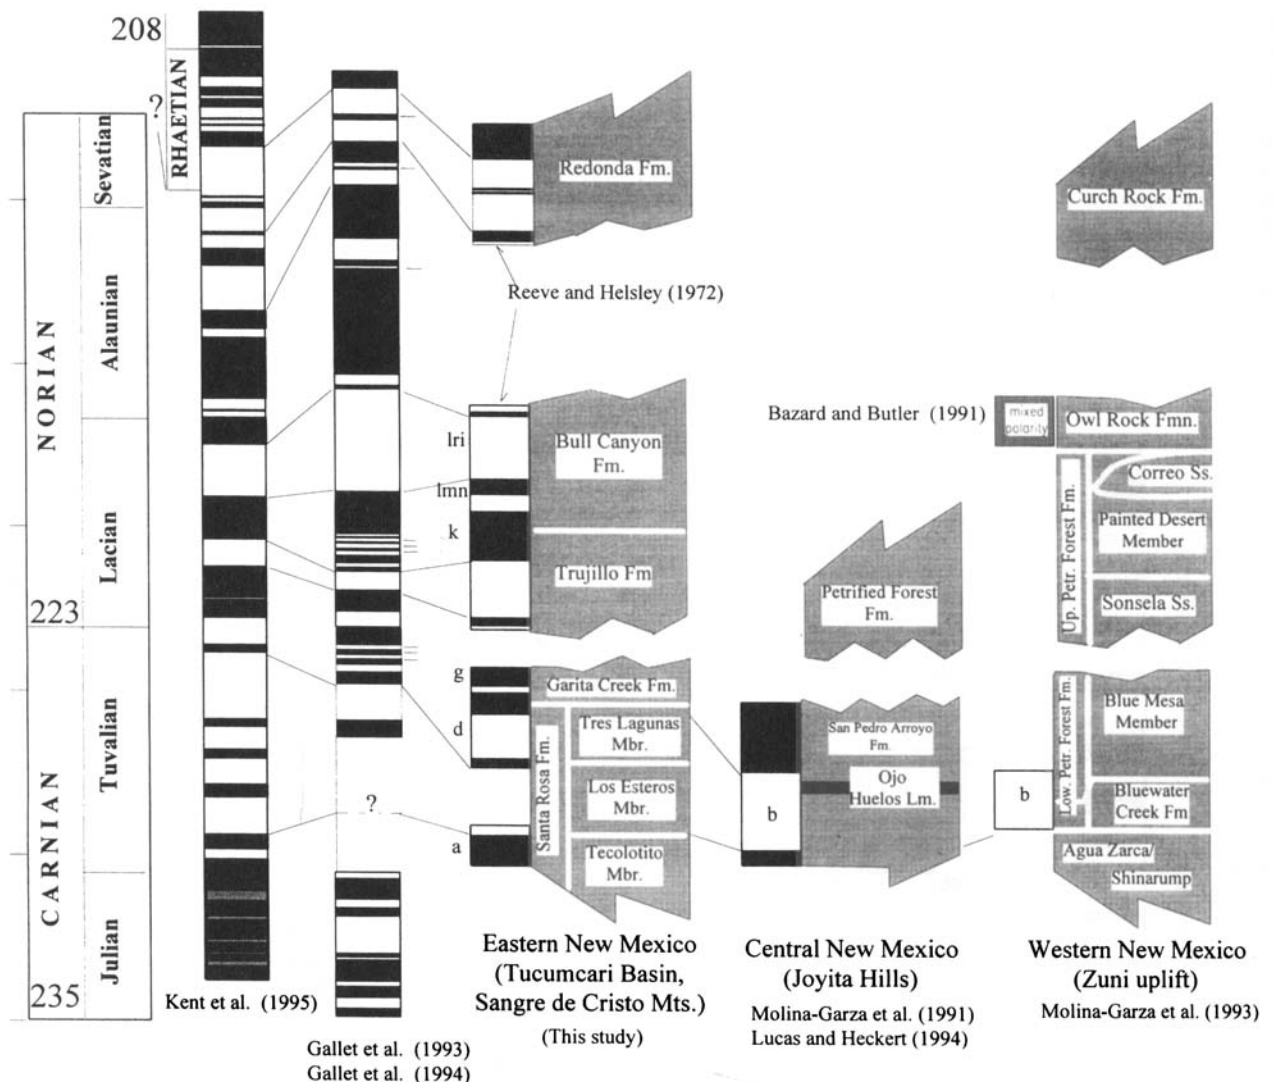 208
?
RHAETIAN
Sevatian
Alaunian
NORIAN
Lacian
223
Tuvalian
CARNIAN
Julian
235
Kent et al. (1995)
?
Gallet et al. (1993)
Gallet et al. (1994)
Redonda Fm.
Reeve and Helsley (1972)
lri
lmn
k
Bull Canyon
Fm.
Trujillo Fm
g
d
a
Garita Creek Fm.
Santa Rosa Fm.
Tres Lagunas
Mbr.
Los Esteros
Mbr.
Tecolotito
Mbr.
Eastern New Mexico
(Tucumcari Basin,
Sangre de Cristo Mts.)
(This study)
Petrified Forest
Fm.
San Pedro Arroyo
Fm.
Ojo
Huelos Lm.
b
Central New Mexico
(Joyita Hills)
Molina-Garza et al. (1991)
Lucas and Heckert (1994)
Curch Rock Fm.
Bazard and Butler (1991)
mixed
polarity
Owl Rock Fmn.
Up. Petr. Forest Fm.
Correo Ss.
Painted Desert
Member
Sonsela Ss.
Low. Petr. Forest Fm.
Blue Mesa
Member
b
Bluewater
Creek Fm
Agua Zarca/
Shinarump
Western New Mexico
(Zuni uplift)
Molina-Garza et al. (1993)